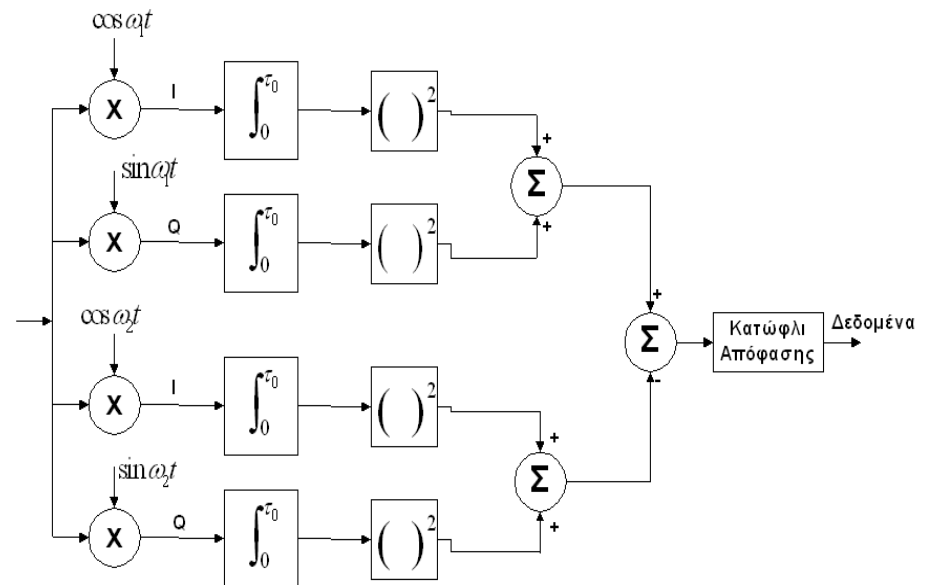 cos ω₁t
X I ∫₀^τ₀ ( )² +
Σ
sin ω₁t
X Q ∫₀^τ₀ ( )² +
+
Σ
-
Κατώφλι
Απόφασης
Δεδομένα
cos ω₂t
X I ∫₀^τ₀ ( )² +
Σ
sin ω₂t
X Q ∫₀^τ₀ ( )² +